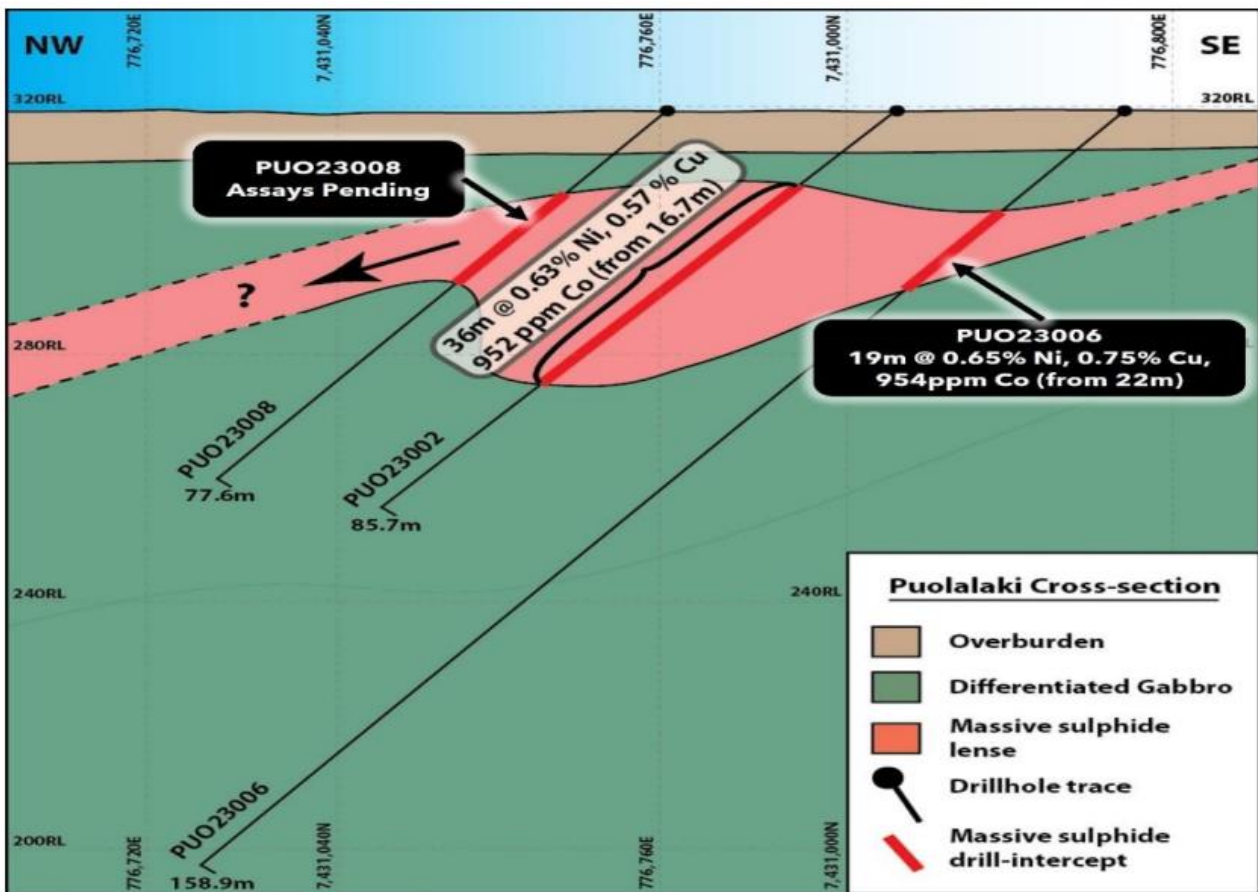 NW
776,720E
7,431,040N
776,760E
7,431,000N
776,800E
SE
320RL
320RL
PUO23008
Assays Pending
36m @ 0.63% Ni, 0.57 % Cu
952 ppm Co (from 16.7m)
?
280RL
PUO23006
19m @ 0.65% Ni, 0.75% Cu,
954ppm Co (from 22m)
PUO23008
77.6m
PUO23002
85.7m
240RL
240RL
Puolalaki Cross-section
Overburden
Differentiated Gabbro
Massive sulphide
lense
Drillhole trace
Massive sulphide
drill-intercept
PUO23006
158.9m
200RL
776,720E
7,431,040N
776,760E
7,431,000N